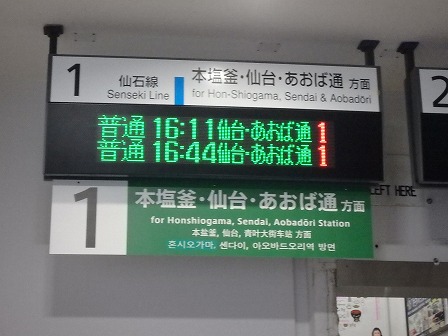 1 仙石線 本塩釜・仙台・あおば通 方面
Senseki Line for Hon-Shiogama, Sendai & Aobadōri
普通 16:11 仙台・あおば通 1
普通 16:44 仙台・あおば通 1
2
LEFT HERE
1 本塩釜・仙台・あおば通 方面
for Honshiogama, Sendai, Aobadōri Station
本盐釜, 仙台, 青叶大街车站 方面
혼시오가마, 센다이, 아오바도오리역 방면